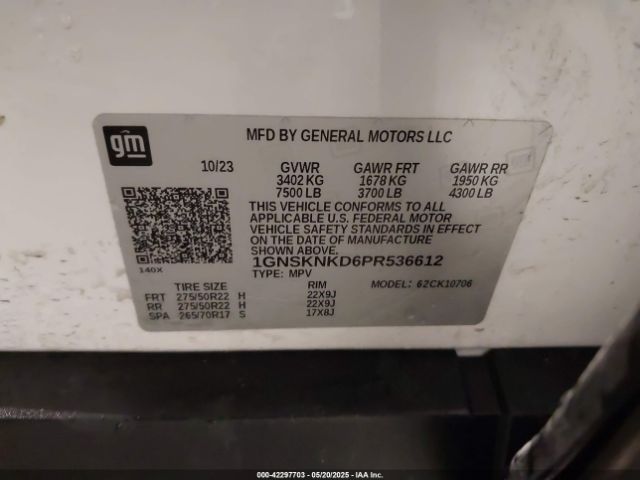 gm
MFD BY GENERAL MOTORS LLC
10/23 GVWR GAWR FRT GAWR RR
3402 KG 1678 KG 1950 KG
7500 LB 3700 LB 4300 LB
THIS VEHICLE CONFORMS TO ALL
APPLICABLE U.S. FEDERAL MOTOR
VEHICLE SAFETY STANDARDS IN EFFECT
ON THE DATE OF MANUFACTURE
SHOWN ABOVE.
140X
1GNSKNKD6PR536612
TYPE: MPV MODEL: 62CK10706
TIRE SIZE RIM
FRT 275/50R22 H 22X9J
RR 275/50R22 H 22X9J
SPA 265/70R17 S 17X8J
000-42297703 - 05/20/2025 - IAA Inc.